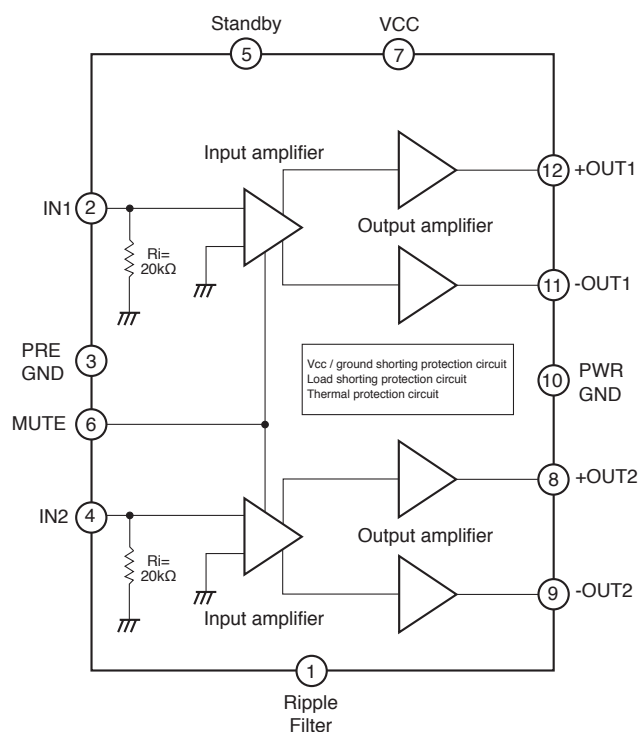 Standby
VCC
5
7
Input amplifier
12
+OUT1
IN1
2
Ri=
20kΩ
Output amplifier
11
-OUT1
PRE
GND
3
Vcc / ground shorting protection circuit
Load shorting protection circuit
Thermal protection circuit
10
PWR
GND
MUTE
6
8
+OUT2
IN2
4
Ri=
20kΩ
Output amplifier
Input amplifier
9
-OUT2
1
Ripple
Filter